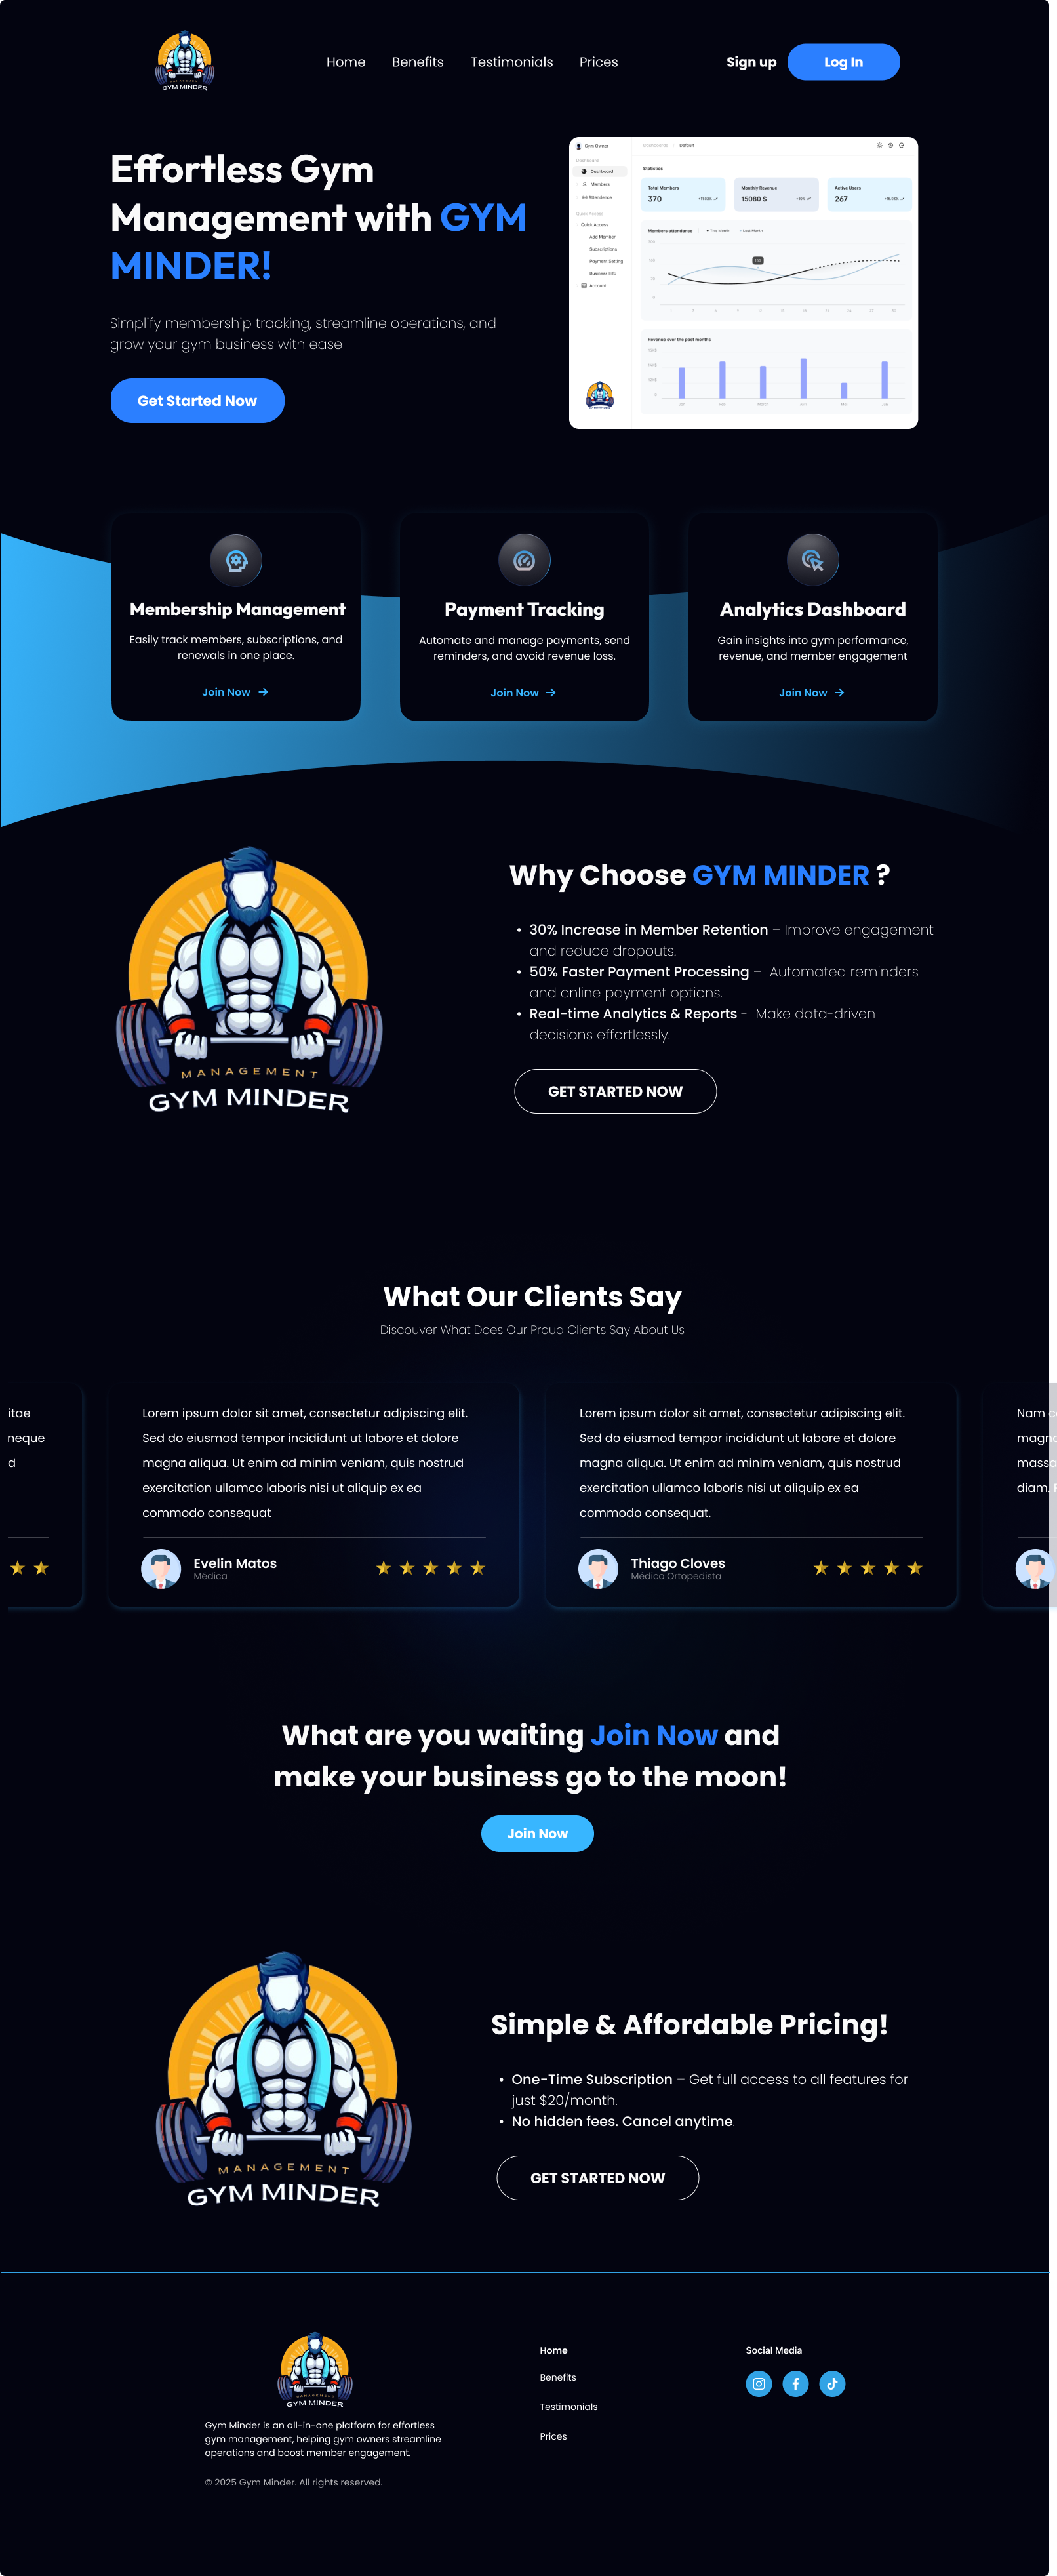 MANAGEMENT
GYM MINDER
Home
Benefits
Testimonials
Prices
Sign up
Log In
Effortless Gym
Management with GYM
MINDER!
Simplify membership tracking, streamline operations, and
grow your gym business with ease
Get Started Now
Gym Owner
Dashboard
Dashboard
Members
Attendence
Quick Access
Quick Access
Add Member
Subscriptions
Payment Setting
Business Info
Account
Dashboards
Default
Statistics
Total Members
370
Monthly Revenue
15080 $
Active Users
267
Members attendence
This Month
Last Month
Revenue over the past months
Membership Management
Easily track members, subscriptions, and
renewals in one place.
Join Now
Payment Tracking
Automate and manage payments, send
reminders, and avoid revenue loss.
Join Now
Analytics Dashboard
Gain insights into gym performance,
revenue, and member engagement
Join Now
MANAGEMENT
GYM MINDER
Why Choose GYM MINDER ?
• 30% Increase in Member Retention – Improve engagement
and reduce dropouts.
• 50% Faster Payment Processing – Automated reminders
and online payment options.
• Real-time Analytics & Reports - Make data-driven
decisions effortlessly.
GET STARTED NOW
What Our Clients Say
Discouver What Does Our Proud Clients Say About Us
itae
neque
d
Lorem ipsum dolor sit amet, consectetur adipiscing elit.
Sed do eiusmod tempor incididunt ut labore et dolore
magna aliqua. Ut enim ad minim veniam, quis nostrud
exercitation ullamco laboris nisi ut aliquip ex ea
commodo consequat
Evelin Matos
Médica
Lorem ipsum dolor sit amet, consectetur adipiscing elit.
Sed do eiusmod tempor incididunt ut labore et dolore
magna aliqua. Ut enim ad minim veniam, quis nostrud
exercitation ullamco laboris nisi ut aliquip ex ea
commodo consequat.
Thiago Cloves
Médico Ortopedista
Nam c
magn
massa
diam.
What are you waiting Join Now and
make your business go to the moon!
Join Now
MANAGEMENT
GYM MINDER
Simple & Affordable Pricing!
• One-Time Subscription – Get full access to all features for
just $20/month.
• No hidden fees. Cancel anytime.
GET STARTED NOW
MANAGEMENT
GYM MINDER
Gym Minder is an all-in-one platform for effortless
gym management, helping gym owners streamline
operations and boost member engagement.
© 2025 Gym Minder. All rights reserved.
Home
Benefits
Testimonials
Prices
Social Media